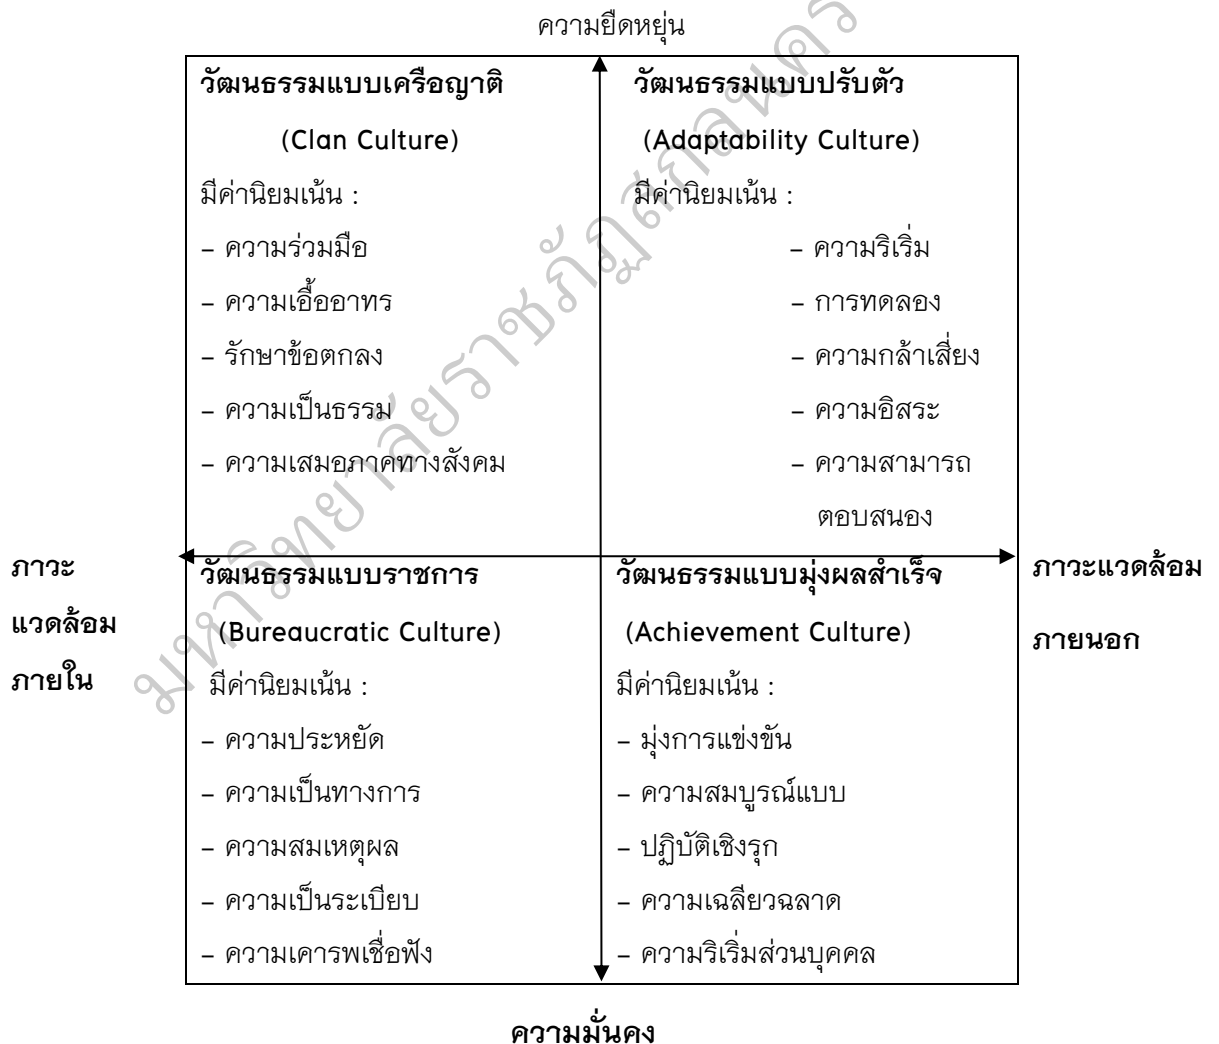 ความยืดหยุ่น
วัฒนธรรมแบบเครือญาติ
(Clan Culture)
มีค่านิยมเน้น :
– ความร่วมมือ
– ความเอื้ออาทร
– รักษาข้อตกลง
– ความเป็นธรรม
– ความเสมอภาคทางสังคม
วัฒนธรรมแบบปรับตัว
(Adaptability Culture)
มีค่านิยมเน้น :
– ความริเริ่ม
– การทดลอง
– ความกล้าเสี่ยง
– ความอิสระ
– ความสามารถ
ตอบสนอง
ภาวะ
แวดล้อม
ภายใน
วัฒนธรรมแบบราชการ
(Bureaucratic Culture)
มีค่านิยมเน้น :
– ความประหยัด
– ความเป็นทางการ
– ความสมเหตุผล
– ความเป็นระเบียบ
– ความเคารพเชื่อฟัง
วัฒนธรรมแบบมุ่งผลสำเร็จ
(Achievement Culture)
มีค่านิยมเน้น :
– มุ่งการแข่งขัน
– ความสมบูรณ์แบบ
– ปฏิบัติเชิงรุก
– ความเฉลียวฉลาด
– ความริเริ่มส่วนบุคคล
ภาวะแวดล้อม
ภายนอก
ความมั่นคง
มหาวิทยาลัยราชภัฏสกลนคร